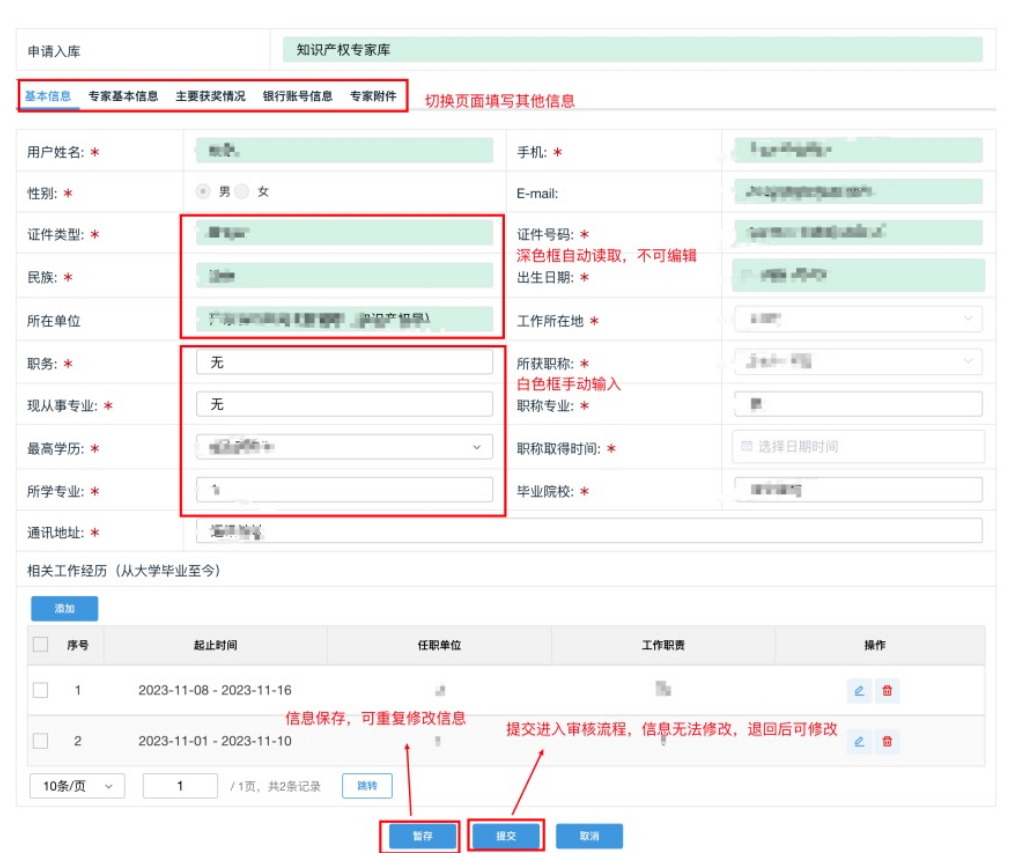 申请入库 知识产权专家库
基本信息 专家基本信息 主要获奖情况 银行账号信息 专家附件 切换页面填写其他信息
用户姓名: * 手机: *
性别: * 男 女 E-mail:
证件类型: * 证件号码: *
深色框自动读取，不可编辑
民族: * 出生日期: *
所在单位 工作所在地 *
职务: * 无 所获职称: *
白色框手动输入
现从事专业: * 无 职称专业: *
最高学历: * 职称取得时间: * 选择日期时间
所学专业: * 毕业院校: *
通讯地址: *
相关工作经历（从大学毕业至今）
添加
序号 起止时间 任职单位 工作职责 操作
1 2023-11-08 - 2023-11-16
信息保存，可重复修改信息 提交进入审核流程，信息无法修改，退回后可修改
2 2023-11-01 - 2023-11-10
10条/页 1 / 1页，共2条记录 跳转
暂存 提交 取消